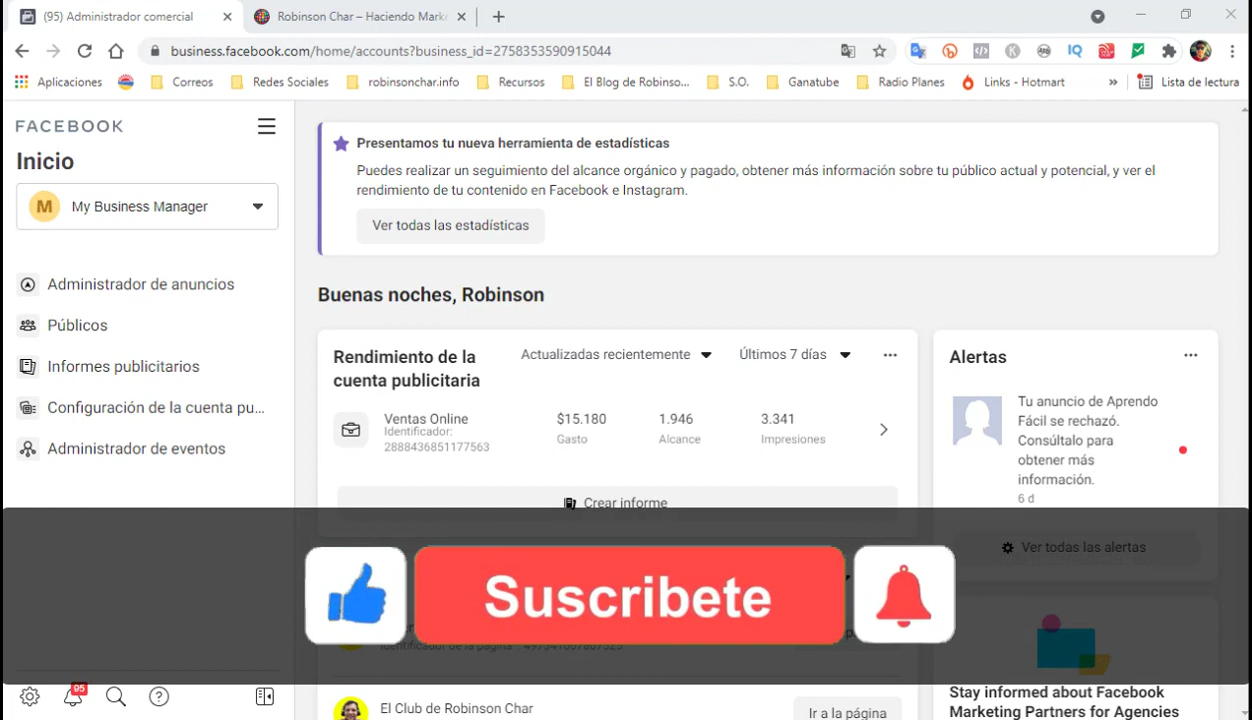 (95) Administrador comercial
Robinson Char – Haciendo Mark
business.facebook.com/home/accounts?business_id=2758353590915044
Aplicaciones
Correos
Redes Sociales
robinsonchar.info
Recursos
El Blog de Robinso...
S.O.
Ganatube
Radio Planes
Links - Hotmart
»
Lista de lectura
FACEBOOK
Inicio
M My Business Manager
Administrador de anuncios
Públicos
Informes publicitarios
Configuración de la cuenta pu...
Administrador de eventos
95
Presentamos tu nueva herramienta de estadísticas
Puedes realizar un seguimiento del alcance orgánico y pagado, obtener más información sobre tu público actual y potencial, y ver el
rendimiento de tu contenido en Facebook e Instagram.
Ver todas las estadísticas
Buenas noches, Robinson
Rendimiento de la
cuenta publicitaria
Actualizadas recientemente
Últimos 7 días
Ventas Online
Identificador:
2888436851177563
$15.180
Gasto
1.946
Alcance
3.341
Impresiones
Crear informe
Alertas
Tu anuncio de Aprendo
Fácil se rechazó.
Consúltalo para
obtener más
información.
6 d
Ver todas las alertas
Suscribete
El Club de Robinson Char
Ir a la página
Stay informed about Facebook
Marketing Partners for Agencies